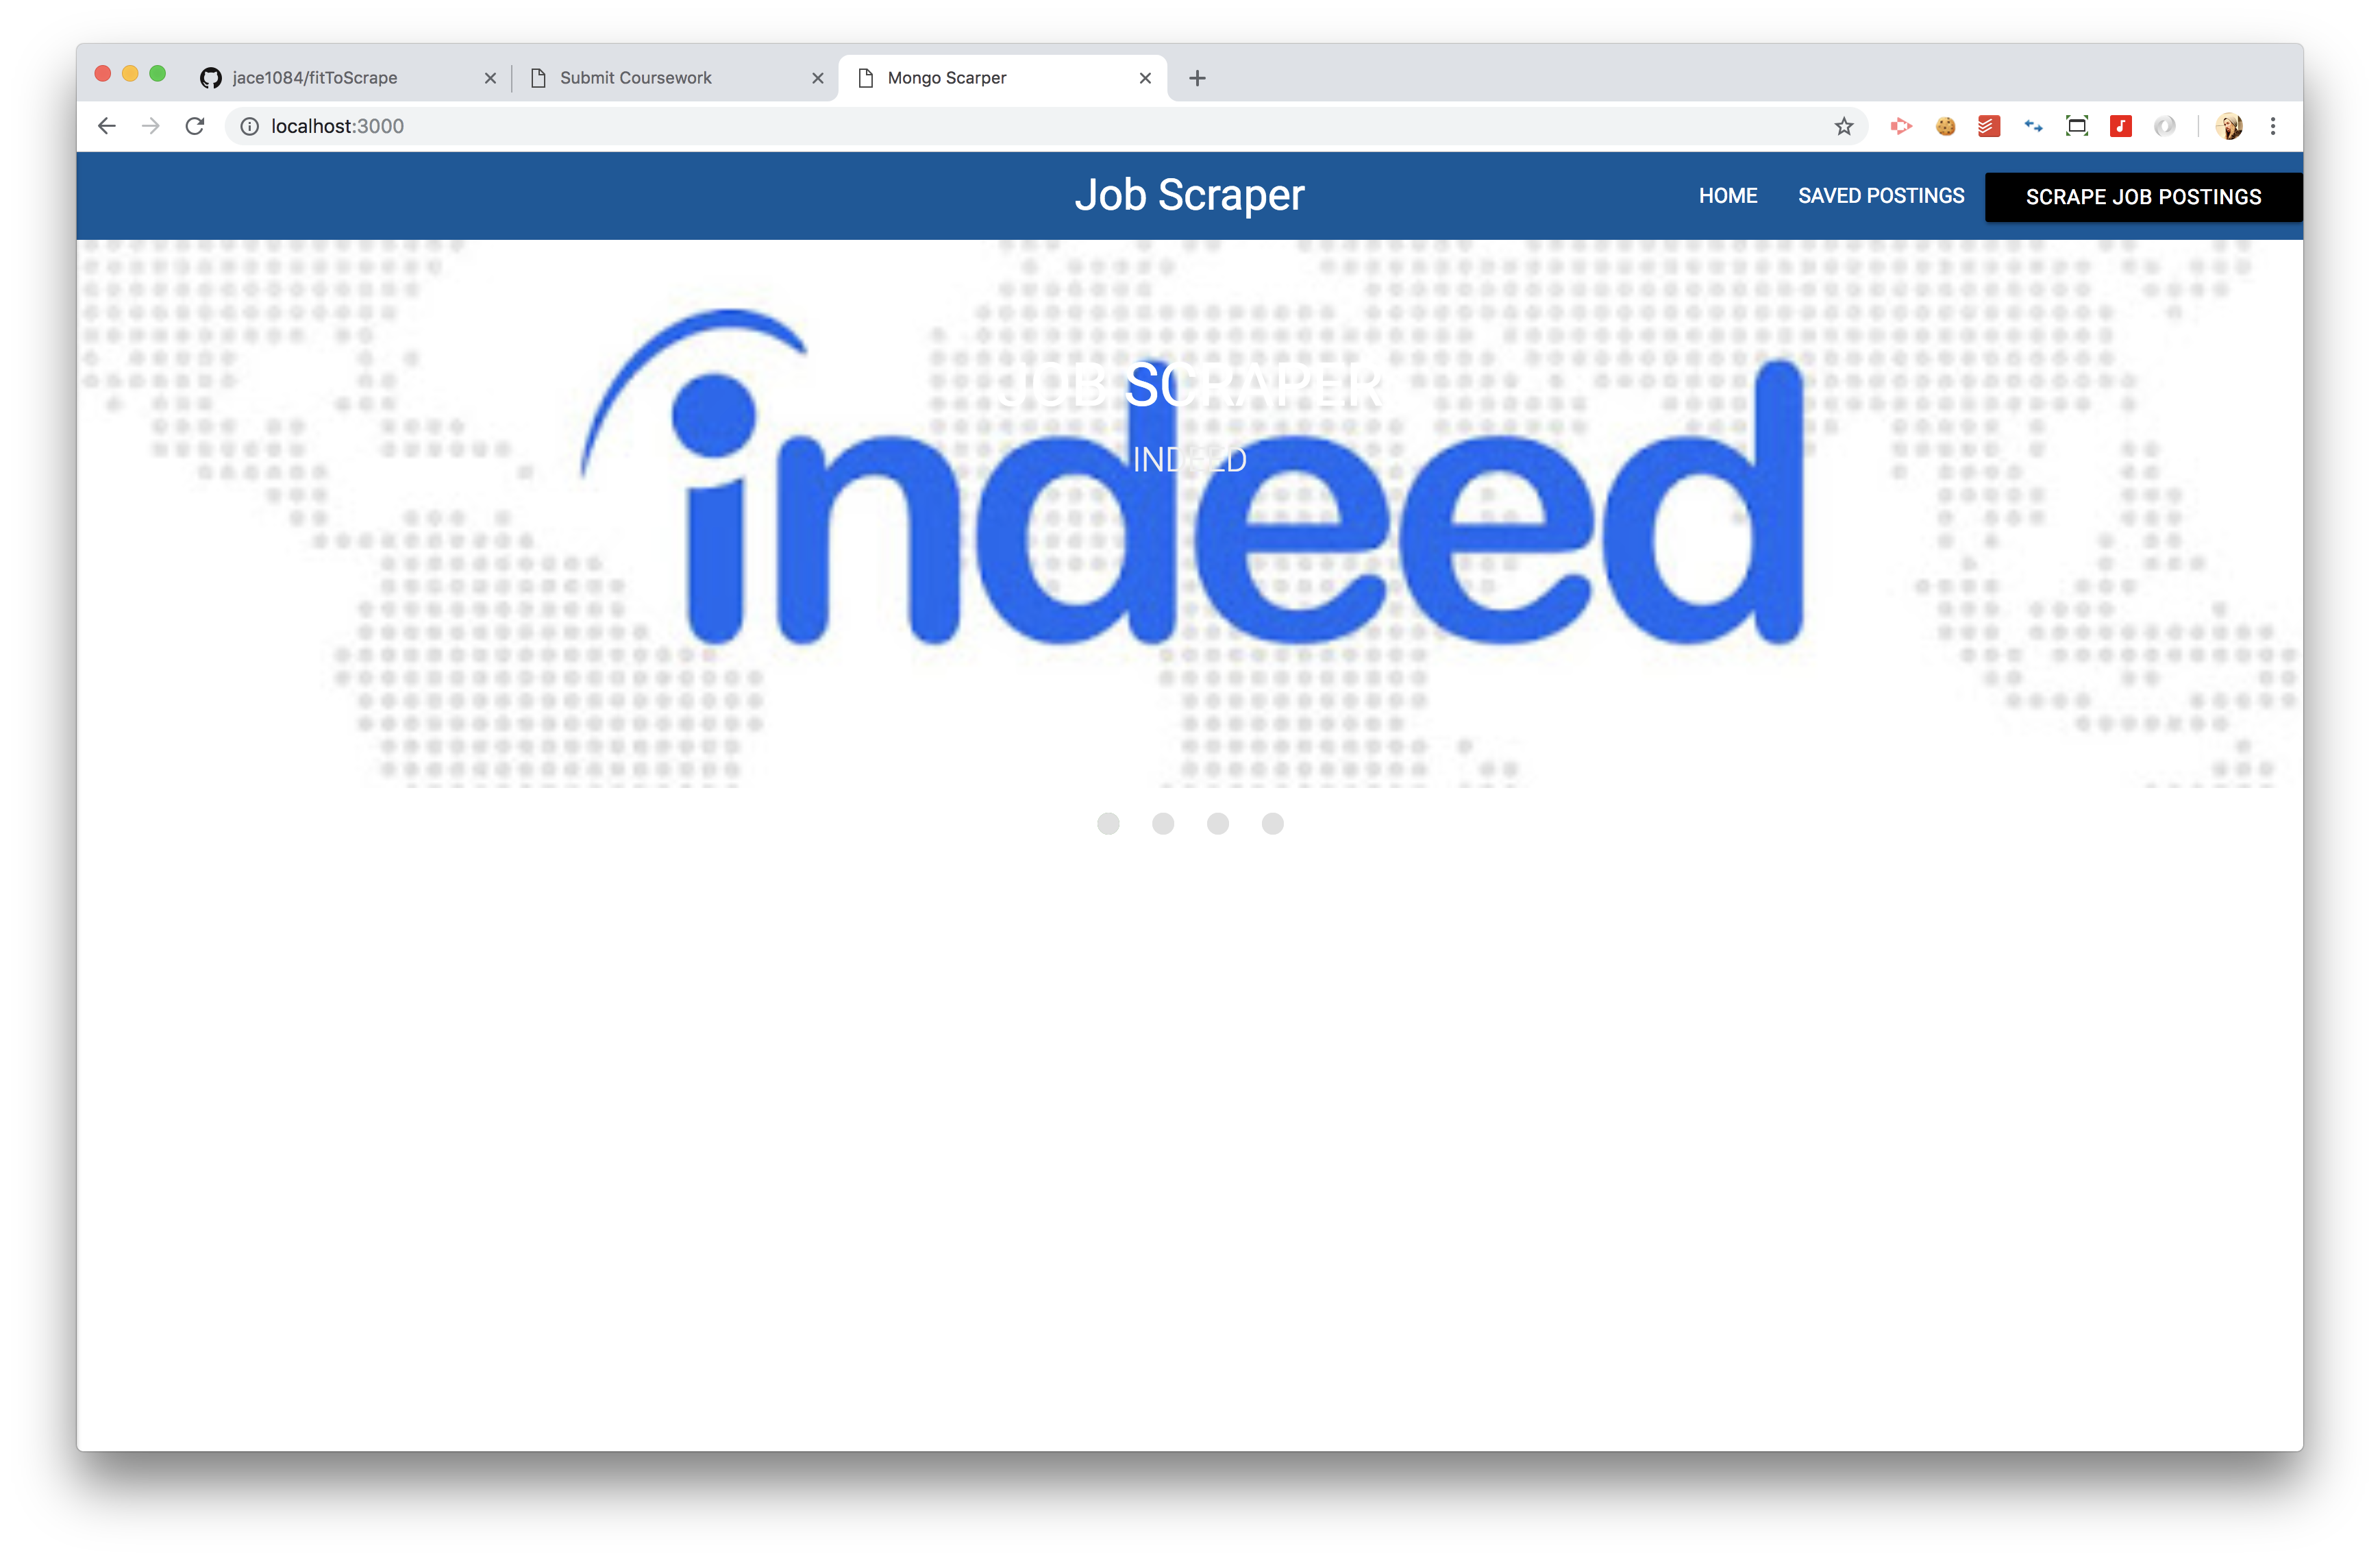 jace1084/fitToScrape
Submit Coursework
Mongo Scarper
localhost:3000
Job Scraper
HOME
SAVED POSTINGS
SCRAPE JOB POSTINGS
JOB SCRAPER
INDEED
indeed